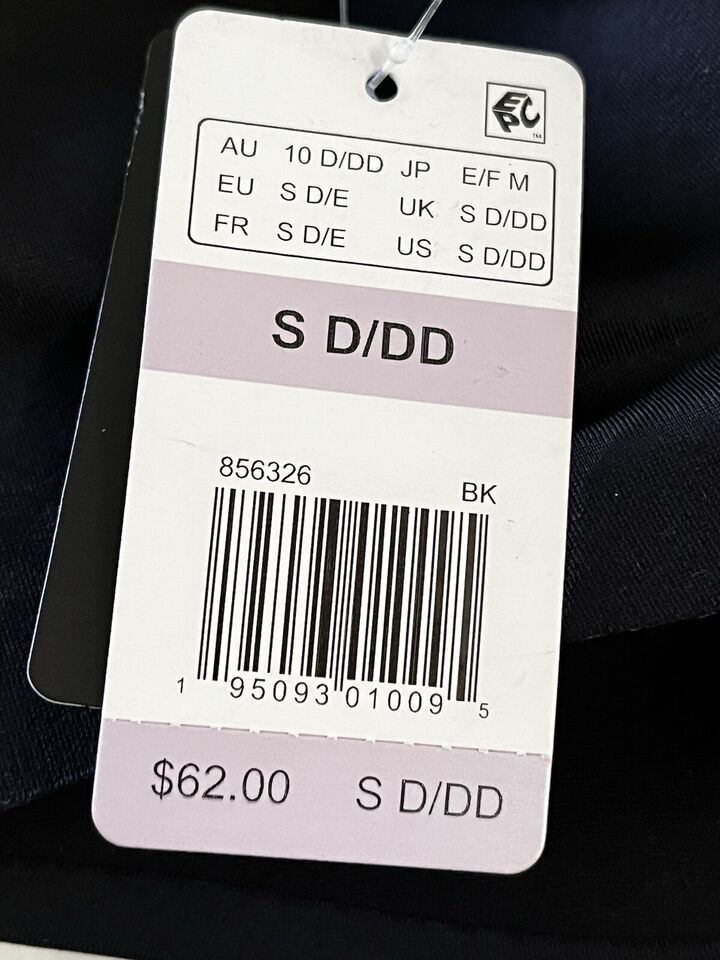 EPC™
AU 10 D/DD JP E/F M
EU S D/E UK S D/DD
FR S D/E US S D/DD
S D/DD
856326 BK
1 95093 01009 5
$62.00 S D/DD